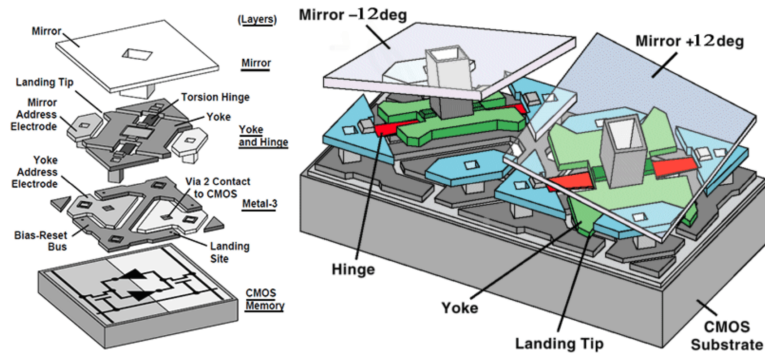 (Layers)
Mirror
Mirror
Landing Tip
Torsion Hinge
Mirror
Address
Electrode
Yoke
Yoke
and Hinge
Yoke
Address
Electrode
Via 2 Contact
to CMOS
Metal-3
Bias-Reset
Bus
Landing
Site
CMOS
Memory
Mirror -12deg
Mirror +12deg
Hinge
Yoke
Landing Tip
CMOS
Substrate